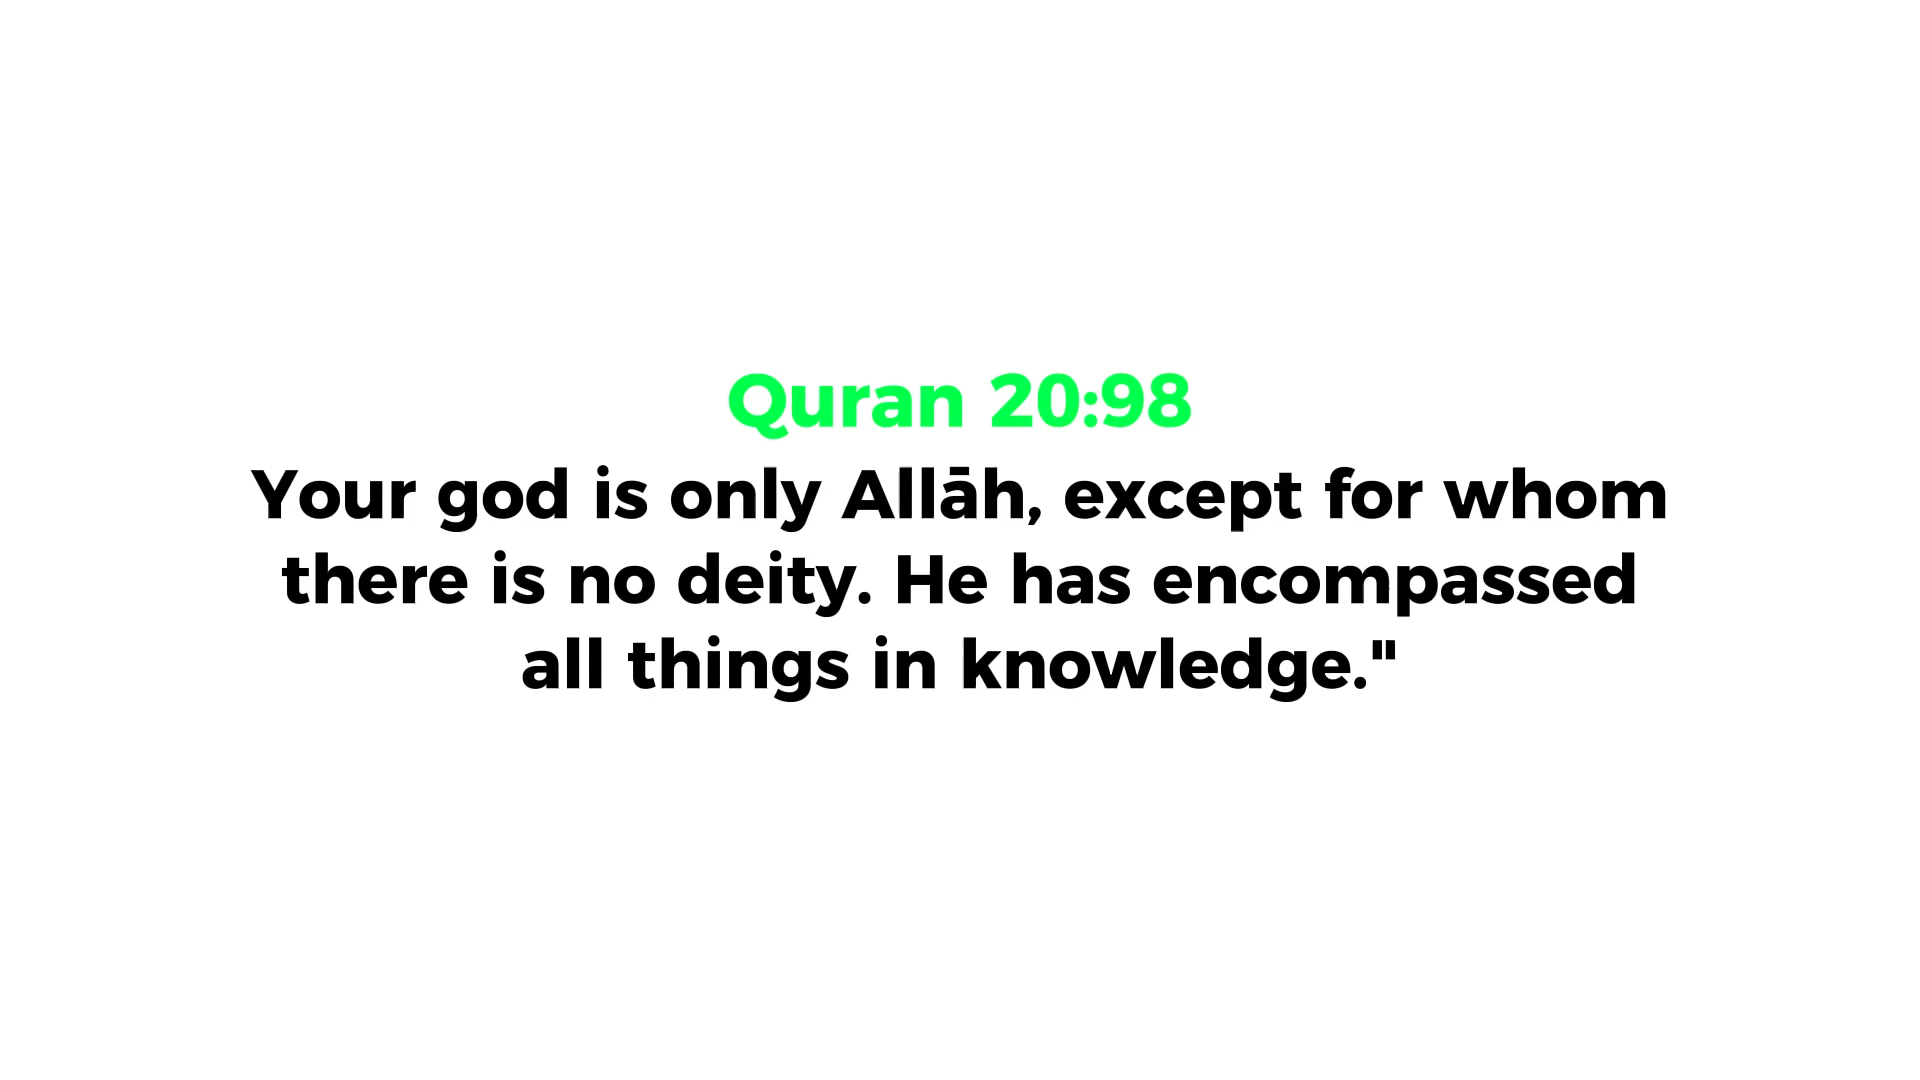 Quran 20:98
Your god is only Allāh, except for whom
there is no deity. He has encompassed
all things in knowledge."